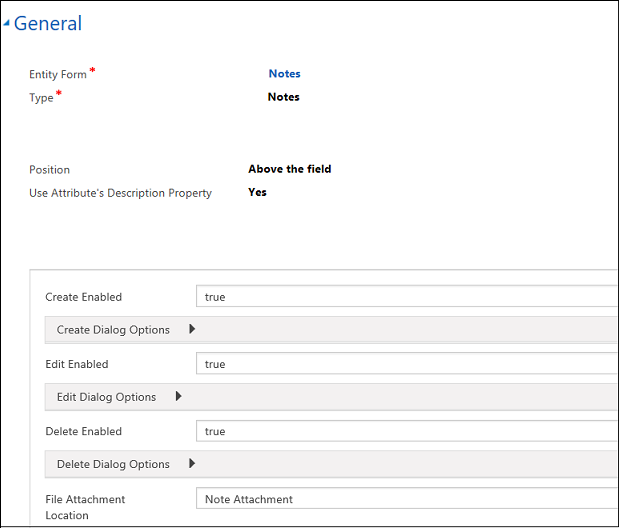 General
Entity Form * Notes
Type * Notes
Position Above the field
Use Attribute's Description Property Yes
Create Enabled true
Create Dialog Options
Edit Enabled true
Edit Dialog Options
Delete Enabled true
Delete Dialog Options
File Attachment Note Attachment
Location